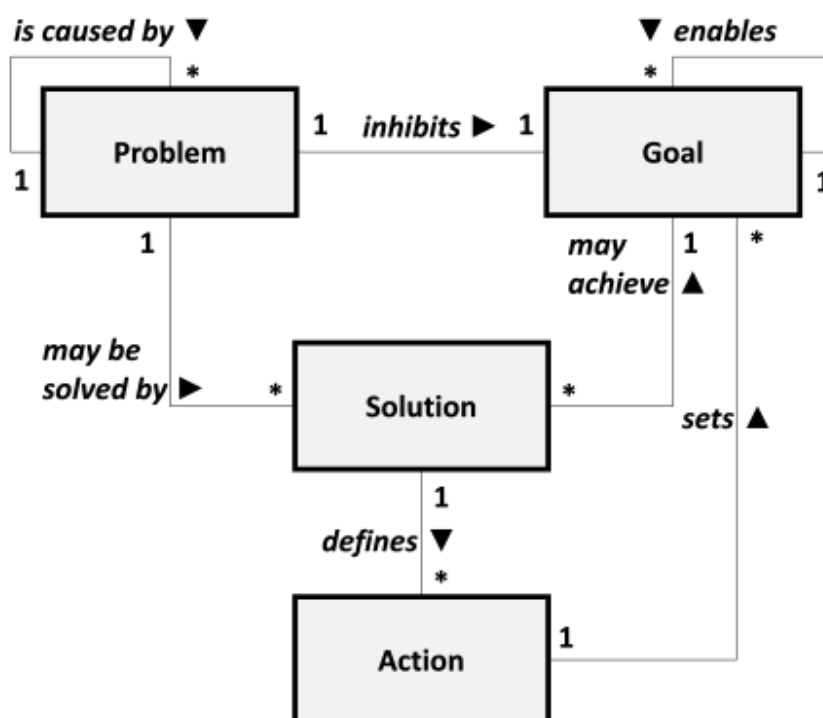 is caused by ▼
▼ enables
*
*
Problem
1
inhibits ►
1
Goal
1
1
1
may
achieve ▲
1
*
may be
solved by ►
*
Solution
*
sets ▲
1
defines ▼
*
Action
1